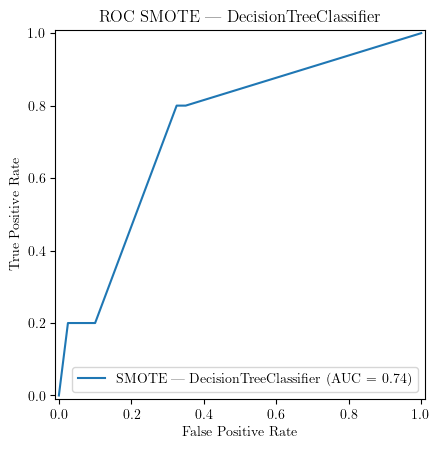 ROC SMOTE — DecisionTreeClassifier
1.0
0.8
0.6
0.4
0.2
0.0
True Positive Rate
SMOTE — DecisionTreeClassifier (AUC = 0.74)
0.0 0.2 0.4 0.6 0.8 1.0
False Positive Rate